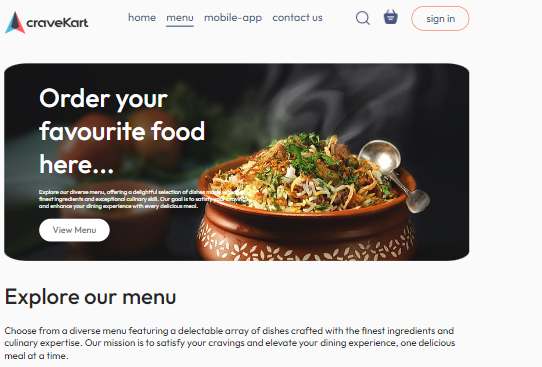 craveKart
home menu mobile-app contact us
sign in
Order your
favourite food
here...
Explore our diverse menu, offering a delightful selection of dishes made with the
finest ingredients and exceptional culinary skill. Our goal is to satisfy your cravings
and enhance your dining experience with every delicious meal.
View Menu
Explore our menu
Choose from a diverse menu featuring a delectable array of dishes crafted with the finest ingredients and
culinary expertise. Our mission is to satisfy your cravings and elevate your dining experience, one delicious
meal at a time.